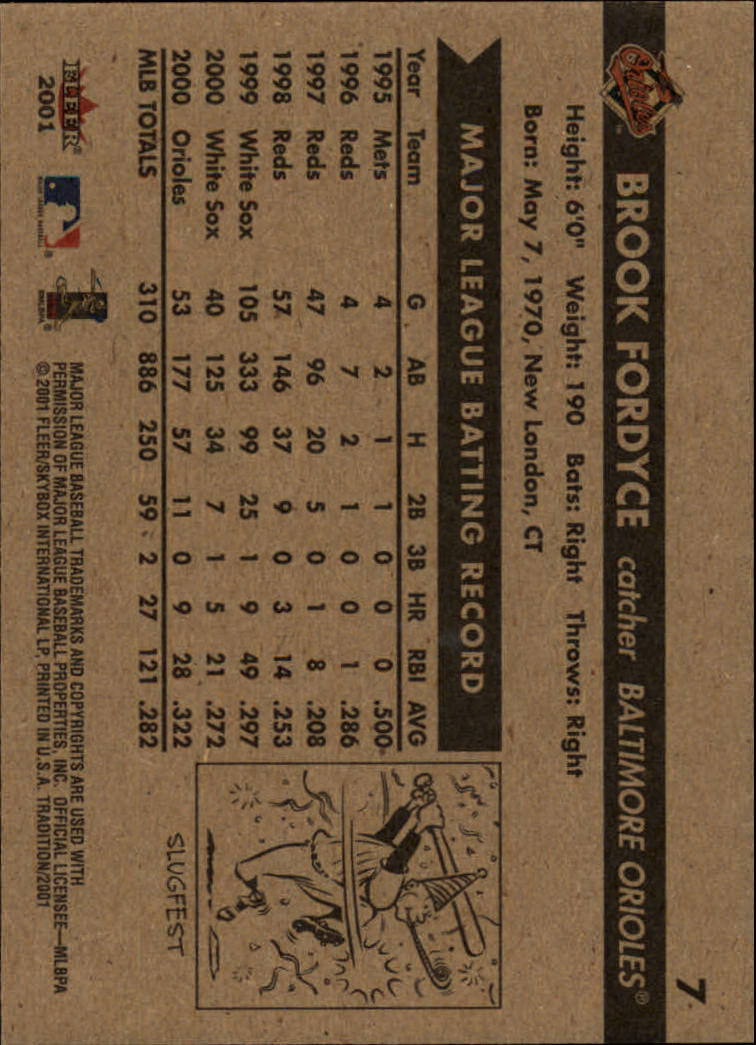 7
Orioles
BROOK FORDYCE catcher BALTIMORE ORIOLES®
Height: 6'0" Weight: 190 Bats: Right Throws: Right
Born: May 7, 1970, New London, CT
MAJOR LEAGUE BATTING RECORD
Year Team G AB H 2B 3B HR RBI AVG
1995 Mets 4 2 1 1 0 0 0 .500
1996 Reds 4 7 2 1 0 0 1 .286
1997 Reds 47 96 20 5 0 1 8 .208
1998 Reds 57 146 37 9 0 3 14 .253
1999 White Sox 105 333 99 25 1 9 49 .297
2000 White Sox 40 125 34 7 1 5 21 .272
2000 Orioles 53 177 57 11 0 9 28 .322
MLB TOTALS 310 886 250 59 2 27 121 .282
SLUGFEST
FLEER®
2001
MAJOR LEAGUE BASEBALL TRADEMARKS AND COPYRIGHTS ARE USED WITH
PERMISSION OF MAJOR LEAGUE BASEBALL PROPERTIES, INC. OFFICIAL LICENSEE—MLBPA
©MLBPA
© 2001 FLEER/SKYBOX INTERNATIONAL LP, PRINTED IN U.S.A. TRADITION/2001